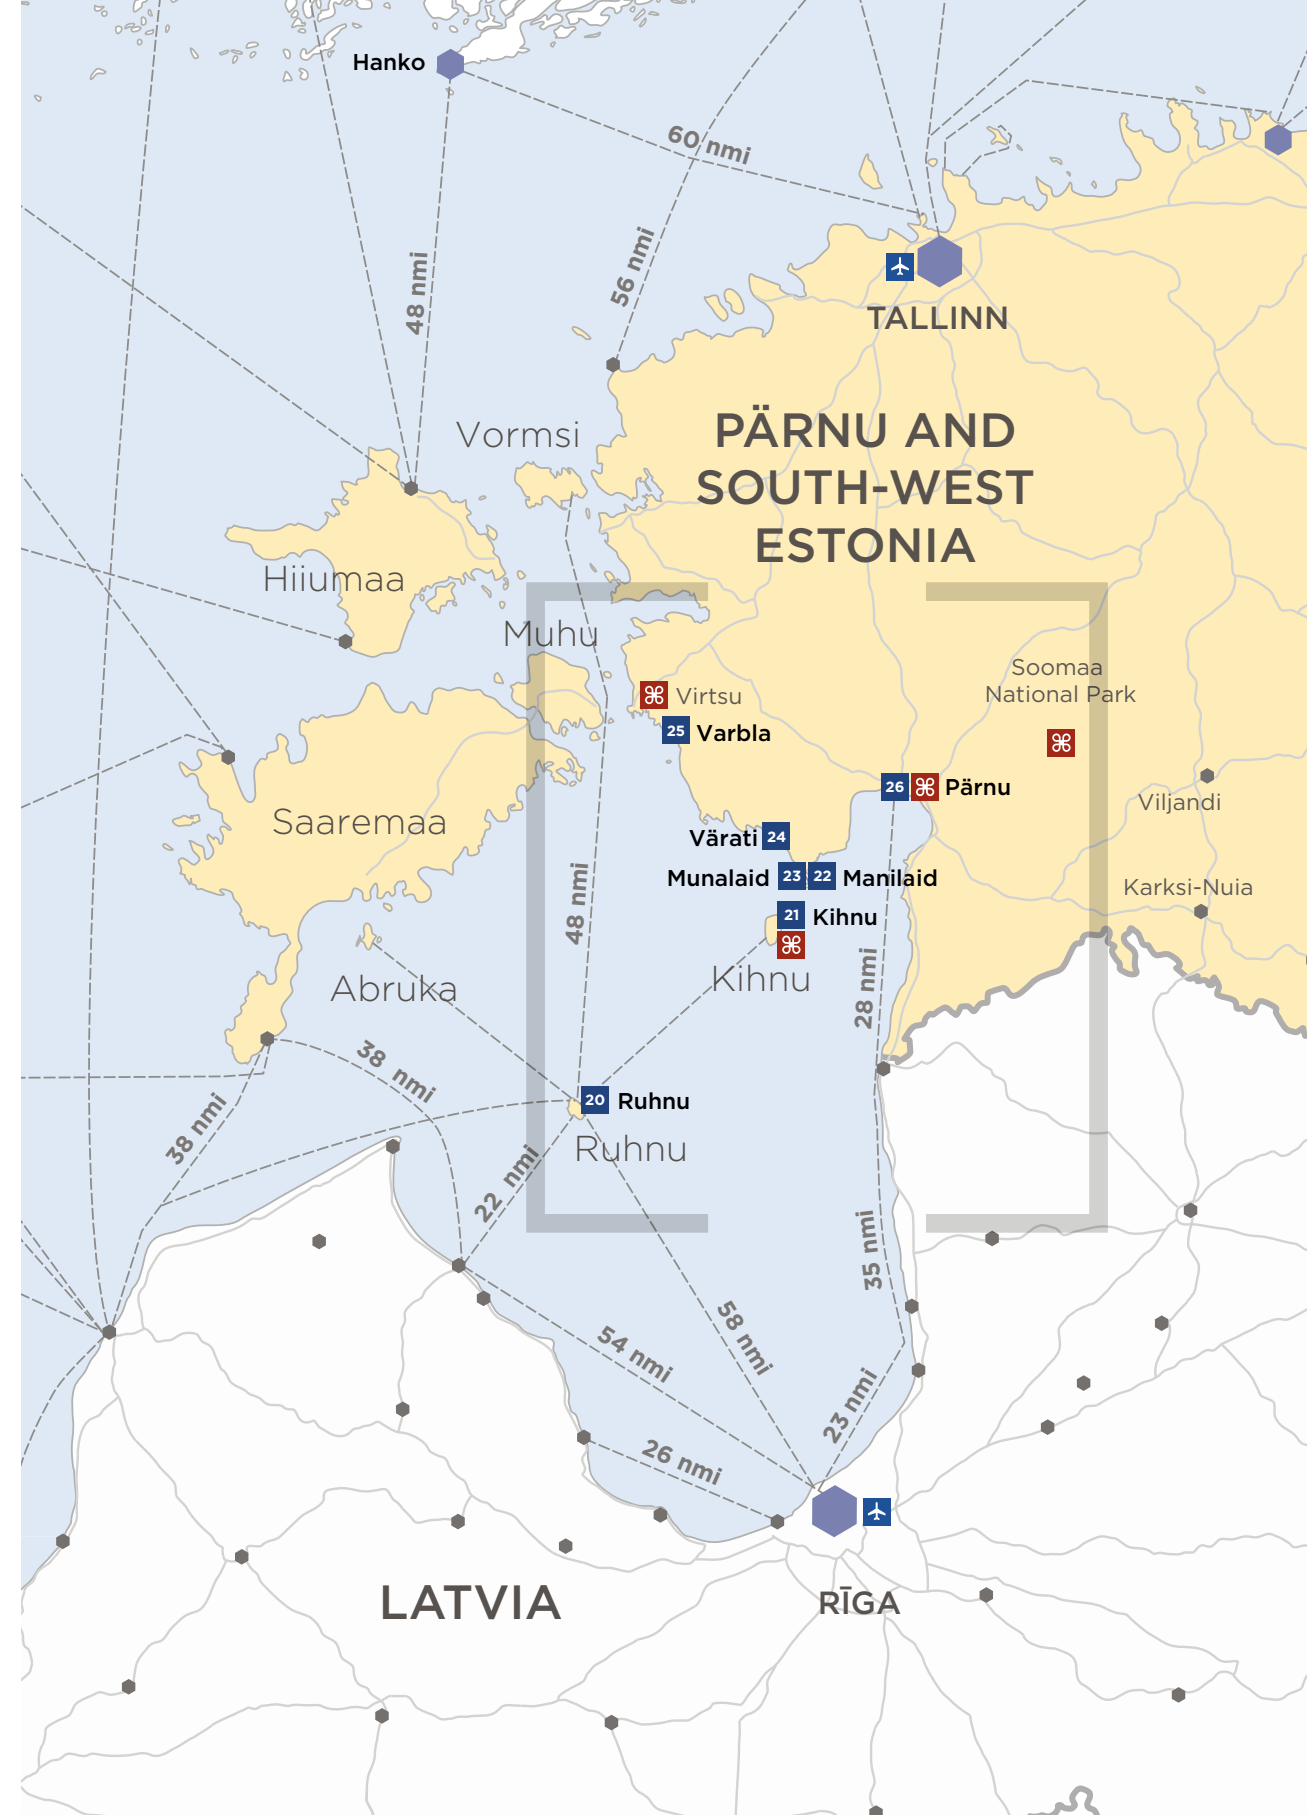 Hanko
60 nmi
56 nmi
48 nmi
TALLINN
PÄRNU AND
SOUTH-WEST
ESTONIA
Vormsi
Hiiumaa
Muhu
Soomaa
National Park
Virtsu
25 Varbla
26 Pärnu
Viljandi
Saaremaa
Värati 24
Munalaid 23 22 Manilaid
Karksi-Nuia
21 Kihnu
48 nmi
Kihnu
Abruka
28 nmi
38 nmi
20 Ruhnu
38 nmi
Ruhnu
22 nmi
35 nmi
58 nmi
54 nmi
23 nmi
26 nmi
LATVIA
RĪGA